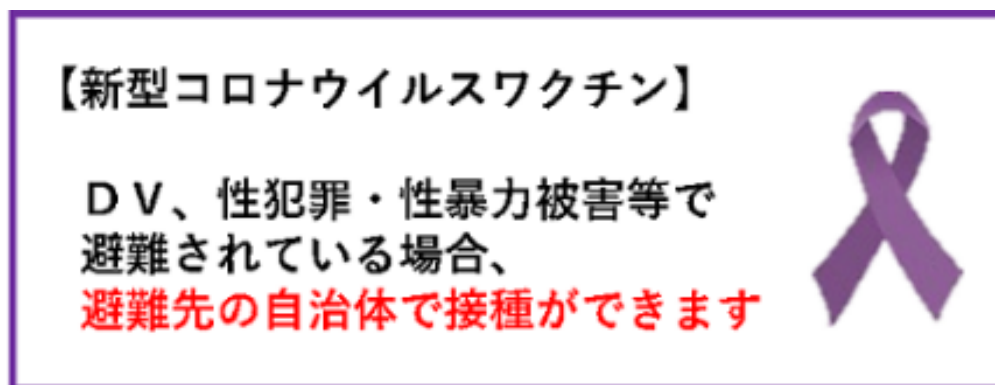 【新型コロナウイルスワクチン】
ＤＶ、性犯罪・性暴力被害等で
避難されている場合、
避難先の自治体で接種ができます